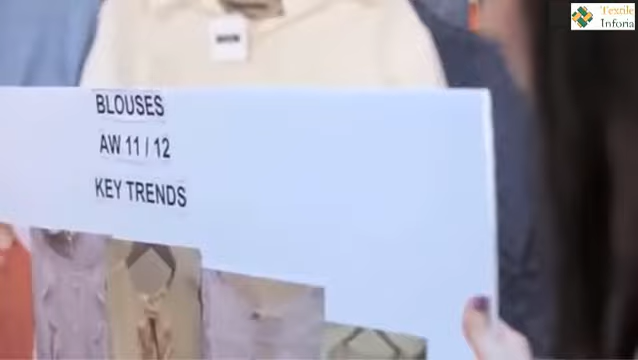 Textile
Inforia
BLOUSES
AW 11 / 12
KEY TRENDS